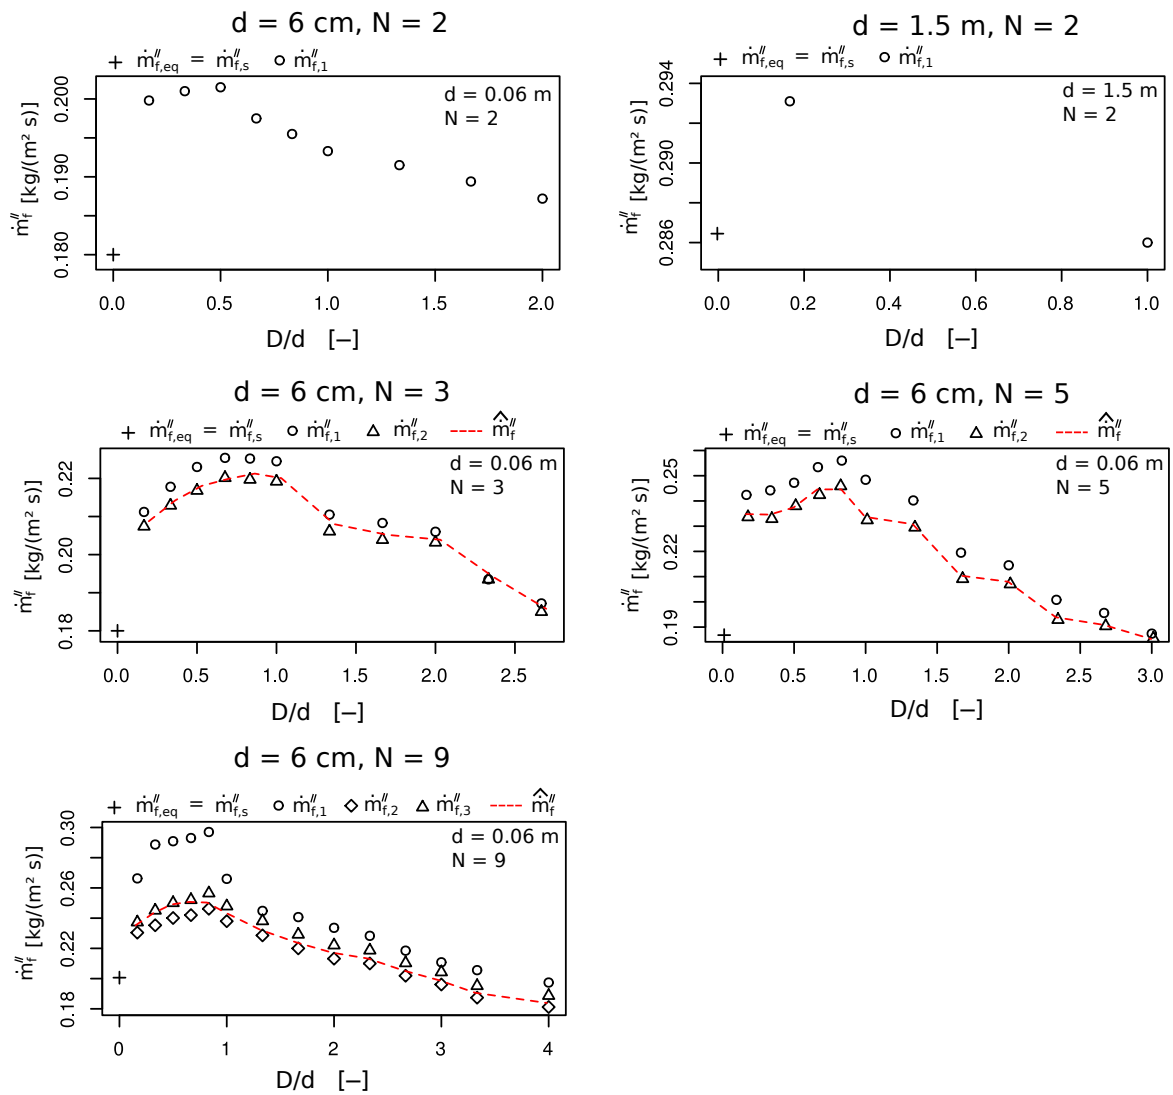 d = 6 cm, N = 2
+ ṁ″f,eq = ṁ″f,s ○ ṁ″f,1
d = 0.06 m
N = 2
0.200
0.190
0.180
ṁ″f [kg/(m² s)]
0.0 0.5 1.0 1.5 2.0
D/d [–]
d = 1.5 m, N = 2
+ ṁ″f,eq = ṁ″f,s ○ ṁ″f,1
d = 1.5 m
N = 2
0.294
0.290
0.286
ṁ″f [kg/(m² s)]
0.0 0.2 0.4 0.6 0.8 1.0
D/d [–]
d = 6 cm, N = 3
+ ṁ″f,eq = ṁ″f,s ○ ṁ″f,1 △ ṁ″f,2 --- ṁ̂″f
d = 0.06 m
N = 3
0.22
0.20
0.18
ṁ″f [kg/(m² s)]
0.0 0.5 1.0 1.5 2.0 2.5
D/d [–]
d = 6 cm, N = 5
+ ṁ″f,eq = ṁ″f,s ○ ṁ″f,1 △ ṁ″f,2 --- ṁ̂″f
d = 0.06 m
N = 5
0.25
0.22
0.19
ṁ″f [kg/(m² s)]
0.0 0.5 1.0 1.5 2.0 2.5 3.0
D/d [–]
d = 6 cm, N = 9
+ ṁ″f,eq = ṁ″f,s ○ ṁ″f,1 ◇ ṁ″f,2 △ ṁ″f,3 --- ṁ̂″f
d = 0.06 m
N = 9
0.30
0.26
0.22
0.18
ṁ″f [kg/(m² s)]
0 1 2 3 4
D/d [–]